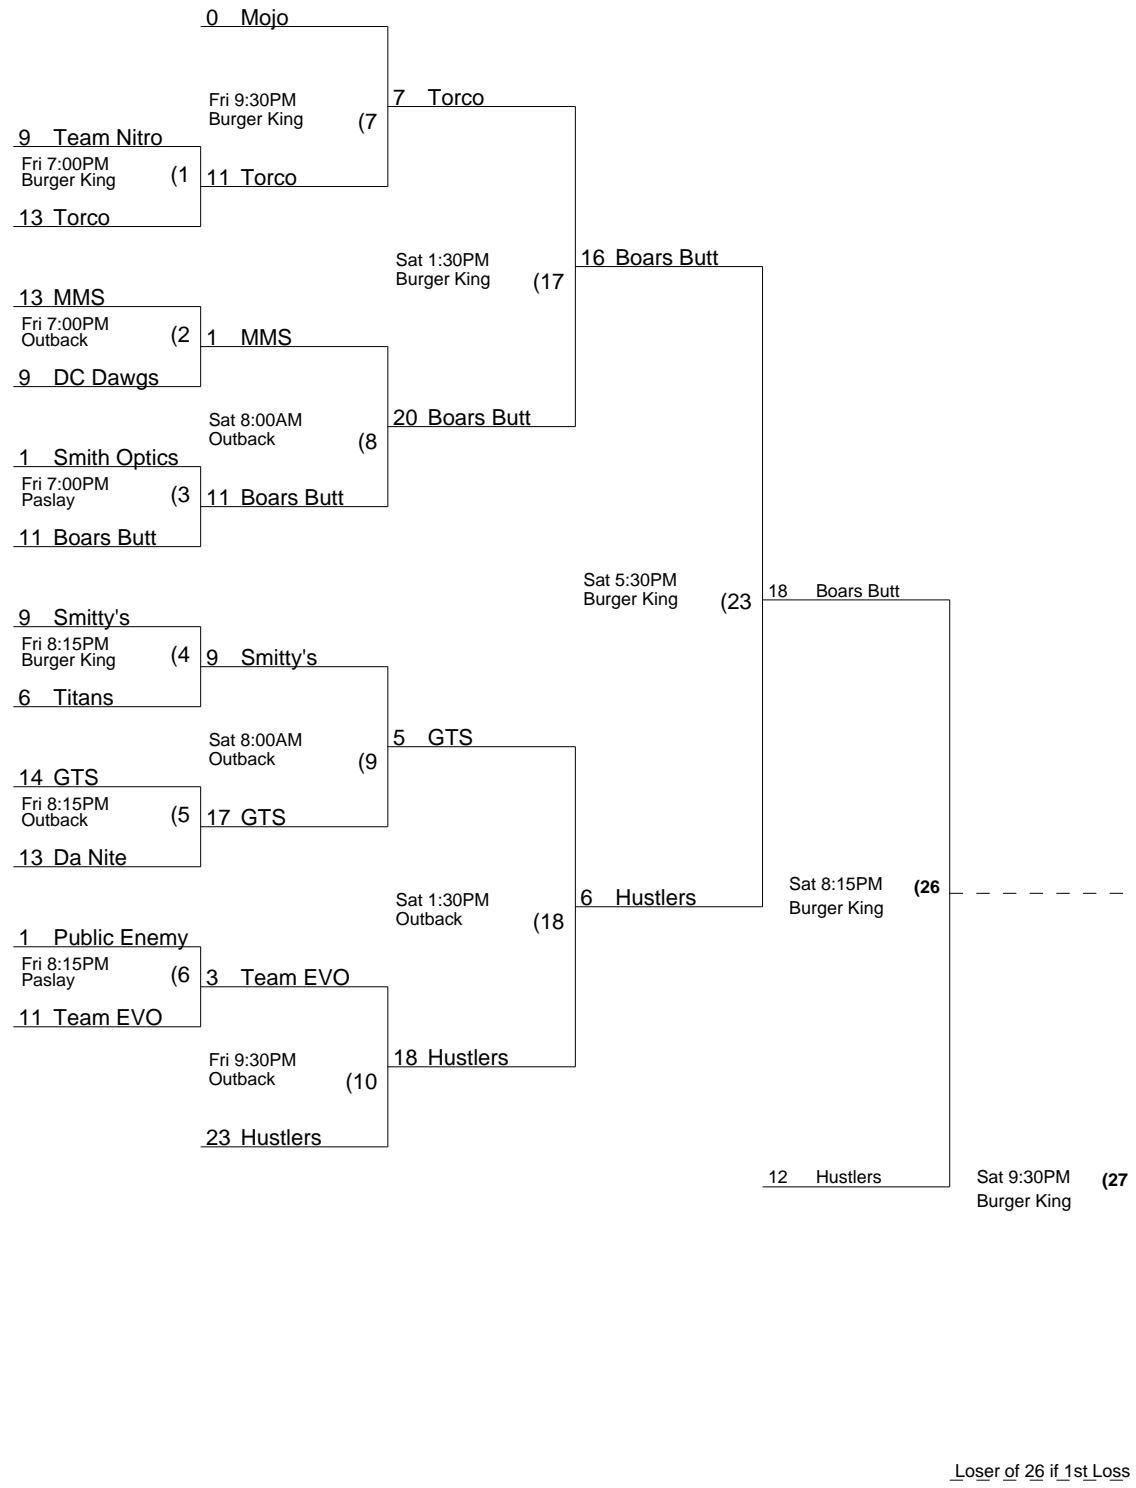 0 Mojo
Fri 9:30PM
Burger King
(7
7 Torco
9 Team Nitro
Fri 7:00PM
Burger King
(1
11 Torco
13 Torco
Sat 1:30PM
Burger King
(17
16 Boars Butt
13 MMS
Fri 7:00PM
Outback
(2
1 MMS
9 DC Dawgs
Sat 8:00AM
Outback
(8
20 Boars Butt
1 Smith Optics
Fri 7:00PM
Paslay
(3
11 Boars Butt
11 Boars Butt
Sat 5:30PM
Burger King
(23
18 Boars Butt
9 Smitty's
Fri 8:15PM
Burger King
(4
9 Smitty's
6 Titans
Sat 8:00AM
Outback
(9
5 GTS
14 GTS
Fri 8:15PM
Outback
(5
17 GTS
13 Da Nite
Sat 1:30PM
Outback
(18
6 Hustlers
Sat 8:15PM
Burger King
(26
1 Public Enemy
Fri 8:15PM
Paslay
(6
3 Team EVO
11 Team EVO
Fri 9:30PM
Outback
(10
18 Hustlers
23 Hustlers
12 Hustlers
Sat 9:30PM
Burger King
(27
Loser of 26 if 1st Loss